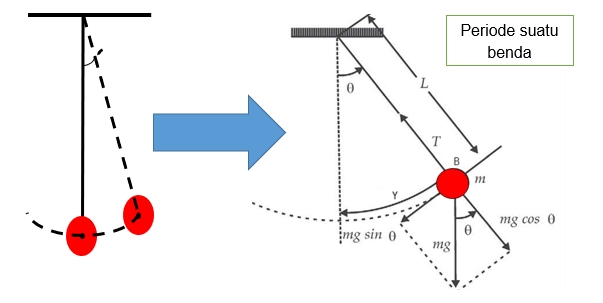 Periode suatu
benda
θ
L
T
B
m
Y
mg sin θ
θ
mg cos θ
mg